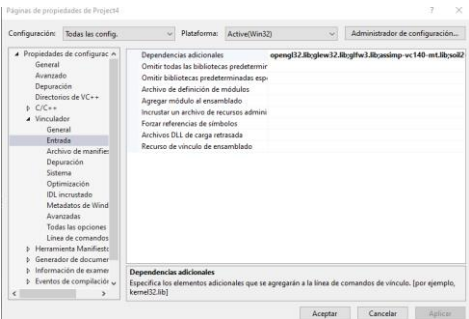 Páginas de propiedades de Project4
? ×
Configuración: Todas las config. Plataforma: Active(Win32) Administrador de configuración...
Propiedades de configurac
General
Avanzado
Depuración
Directorios de VC++
C/C++
Vinculador
General
Entrada
Archivo de manifies
Depuración
Sistema
Optimización
IDL incrustado
Metadatos de Wind
Avanzadas
Todas las opciones
Línea de comandos
Herramienta Manifiesto
Generador de documer
Información de examer
Eventos de compilación
Dependencias adicionales opengl32.lib;glew32.lib;glfw3.lib;assimp-vc140-mt.lib;soil2
Omitir todas las bibliotecas predetermir
Omitir bibliotecas predeterminadas espe
Archivo de definición de módulos
Agregar módulo al ensamblado
Incrustar un archivo de recursos admini
Forzar referencias de símbolos
Archivos DLL de carga retrasada
Recurso de vínculo de ensamblado
Dependencias adicionales
Especifica los elementos adicionales que se agregarán a la línea de comandos de vínculo. [por ejemplo,
kernel32.lib]
Aceptar Cancelar Aplicar